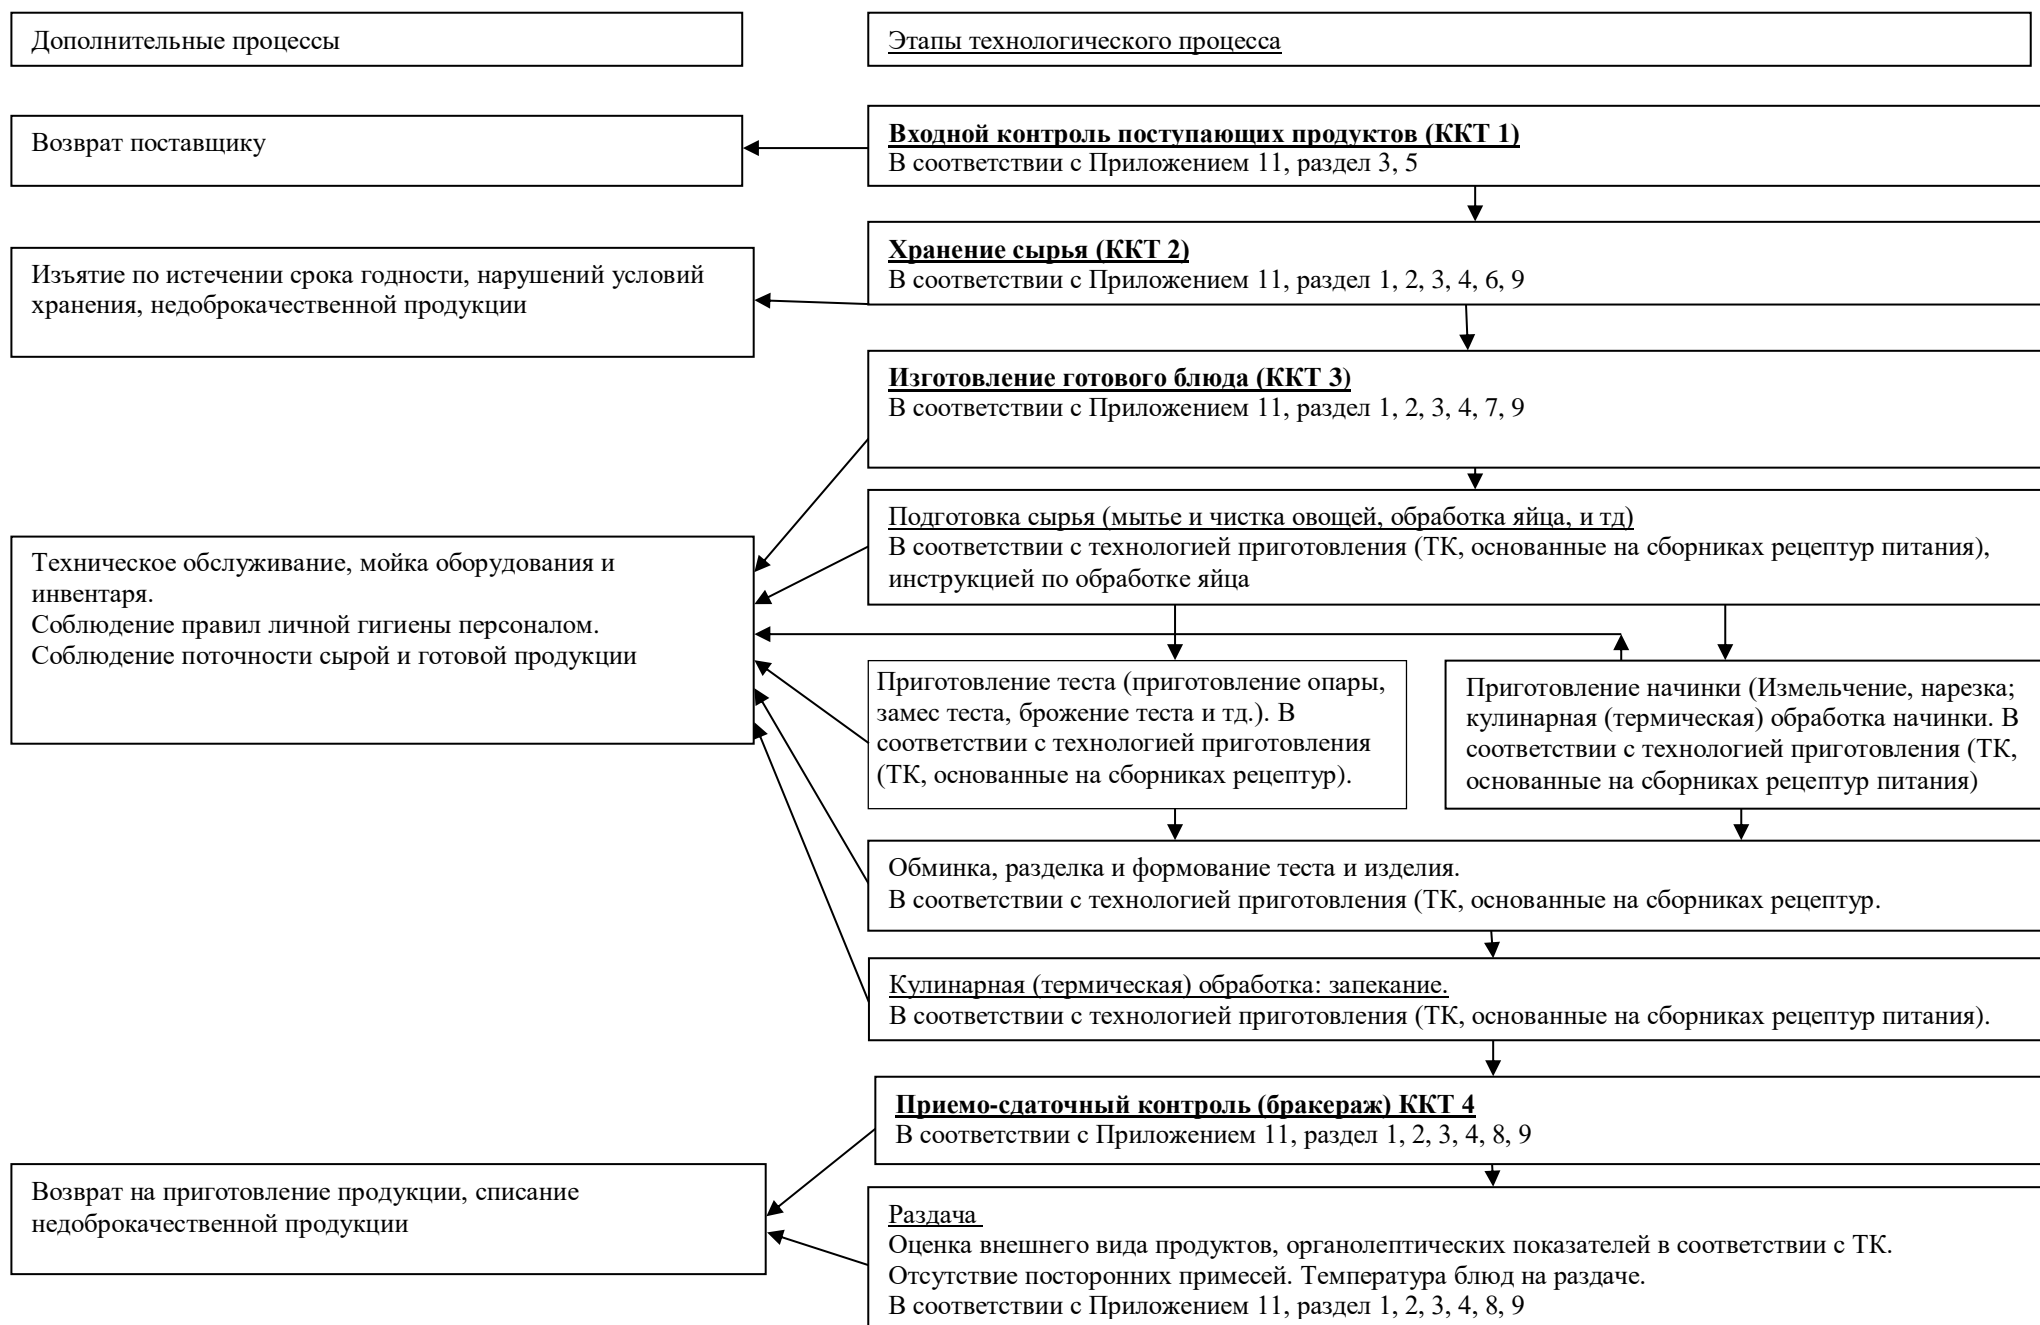 Дополнительные процессы
Этапы технологического процесса
Возврат поставщику
Входной контроль поступающих продуктов (ККТ 1)
В соответствии с Приложением 11, раздел 3, 5
Изъятие по истечении срока годности, нарушений условий
хранения, недоброкачественной продукции
Хранение сырья (ККТ 2)
В соответствии с Приложением 11, раздел 1, 2, 3, 4, 6, 9
Изготовление готового блюда (ККТ 3)
В соответствии с Приложением 11, раздел 1, 2, 3, 4, 7, 9
Подготовка сырья (мытье и чистка овощей, обработка яйца, и тд)
В соответствии с технологией приготовления (ТК, основанные на сборниках рецептур питания),
инструкцией по обработке яйца
Техническое обслуживание, мойка оборудования и
инвентаря.
Соблюдение правил личной гигиены персоналом.
Соблюдение поточности сырой и готовой продукции
Приготовление теста (приготовление опары,
замес теста, брожение теста и тд.). В
соответствии с технологией приготовления
(ТК, основанные на сборниках рецептур).
Приготовление начинки (Измельчение, нарезка;
кулинарная (термическая) обработка начинки. В
соответствии с технологией приготовления (ТК,
основанные на сборниках рецептур питания)
Обминка, разделка и формование теста и изделия.
В соответствии с технологией приготовления (ТК, основанные на сборниках рецептур.
Кулинарная (термическая) обработка: запекание.
В соответствии с технологией приготовления (ТК, основанные на сборниках рецептур питания).
Приемо-сдаточный контроль (бракераж) ККТ 4
В соответствии с Приложением 11, раздел 1, 2, 3, 4, 8, 9
Возврат на приготовление продукции, списание
недоброкачественной продукции
Раздача
Оценка внешнего вида продуктов, органолептических показателей в соответствии с ТК.
Отсутствие посторонних примесей. Температура блюд на раздаче.
В соответствии с Приложением 11, раздел 1, 2, 3, 4, 8, 9